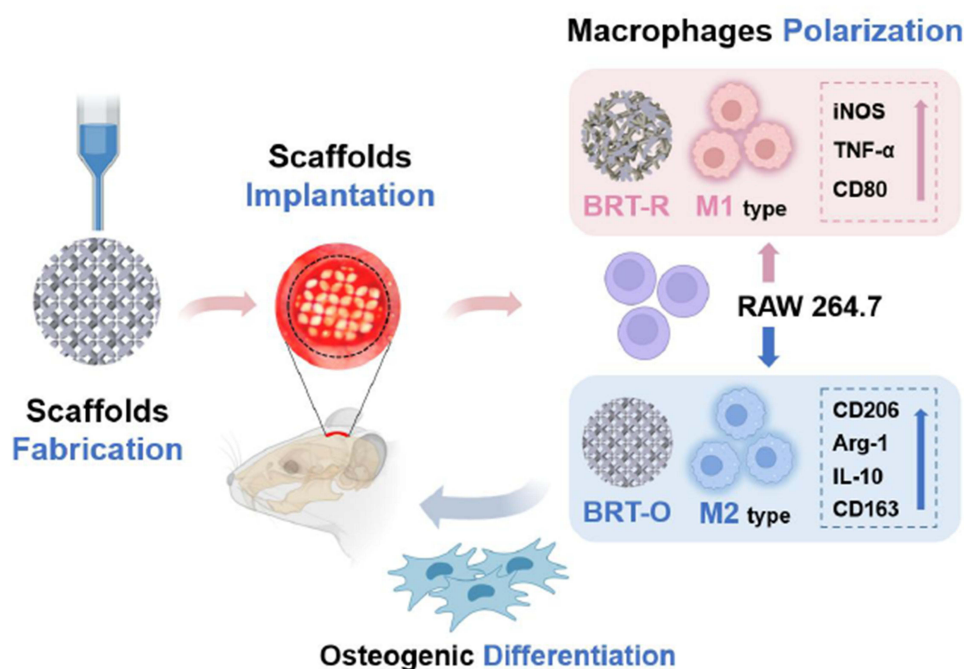 Macrophages Polarization
Scaffolds
Implantation
Scaffolds
Fabrication
BRT-R
M1 type
iNOS
TNF-α
CD80
RAW 264.7
BRT-O
M2 type
CD206
Arg-1
IL-10
CD163
Osteogenic Differentiation